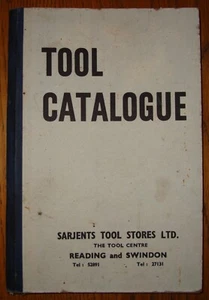 TOOL
CATALOGUE
SARJENTS TOOL STORES LTD.
THE TOOL CENTRE
READING and SWINDON
Tel : 52891 Tel : 27131